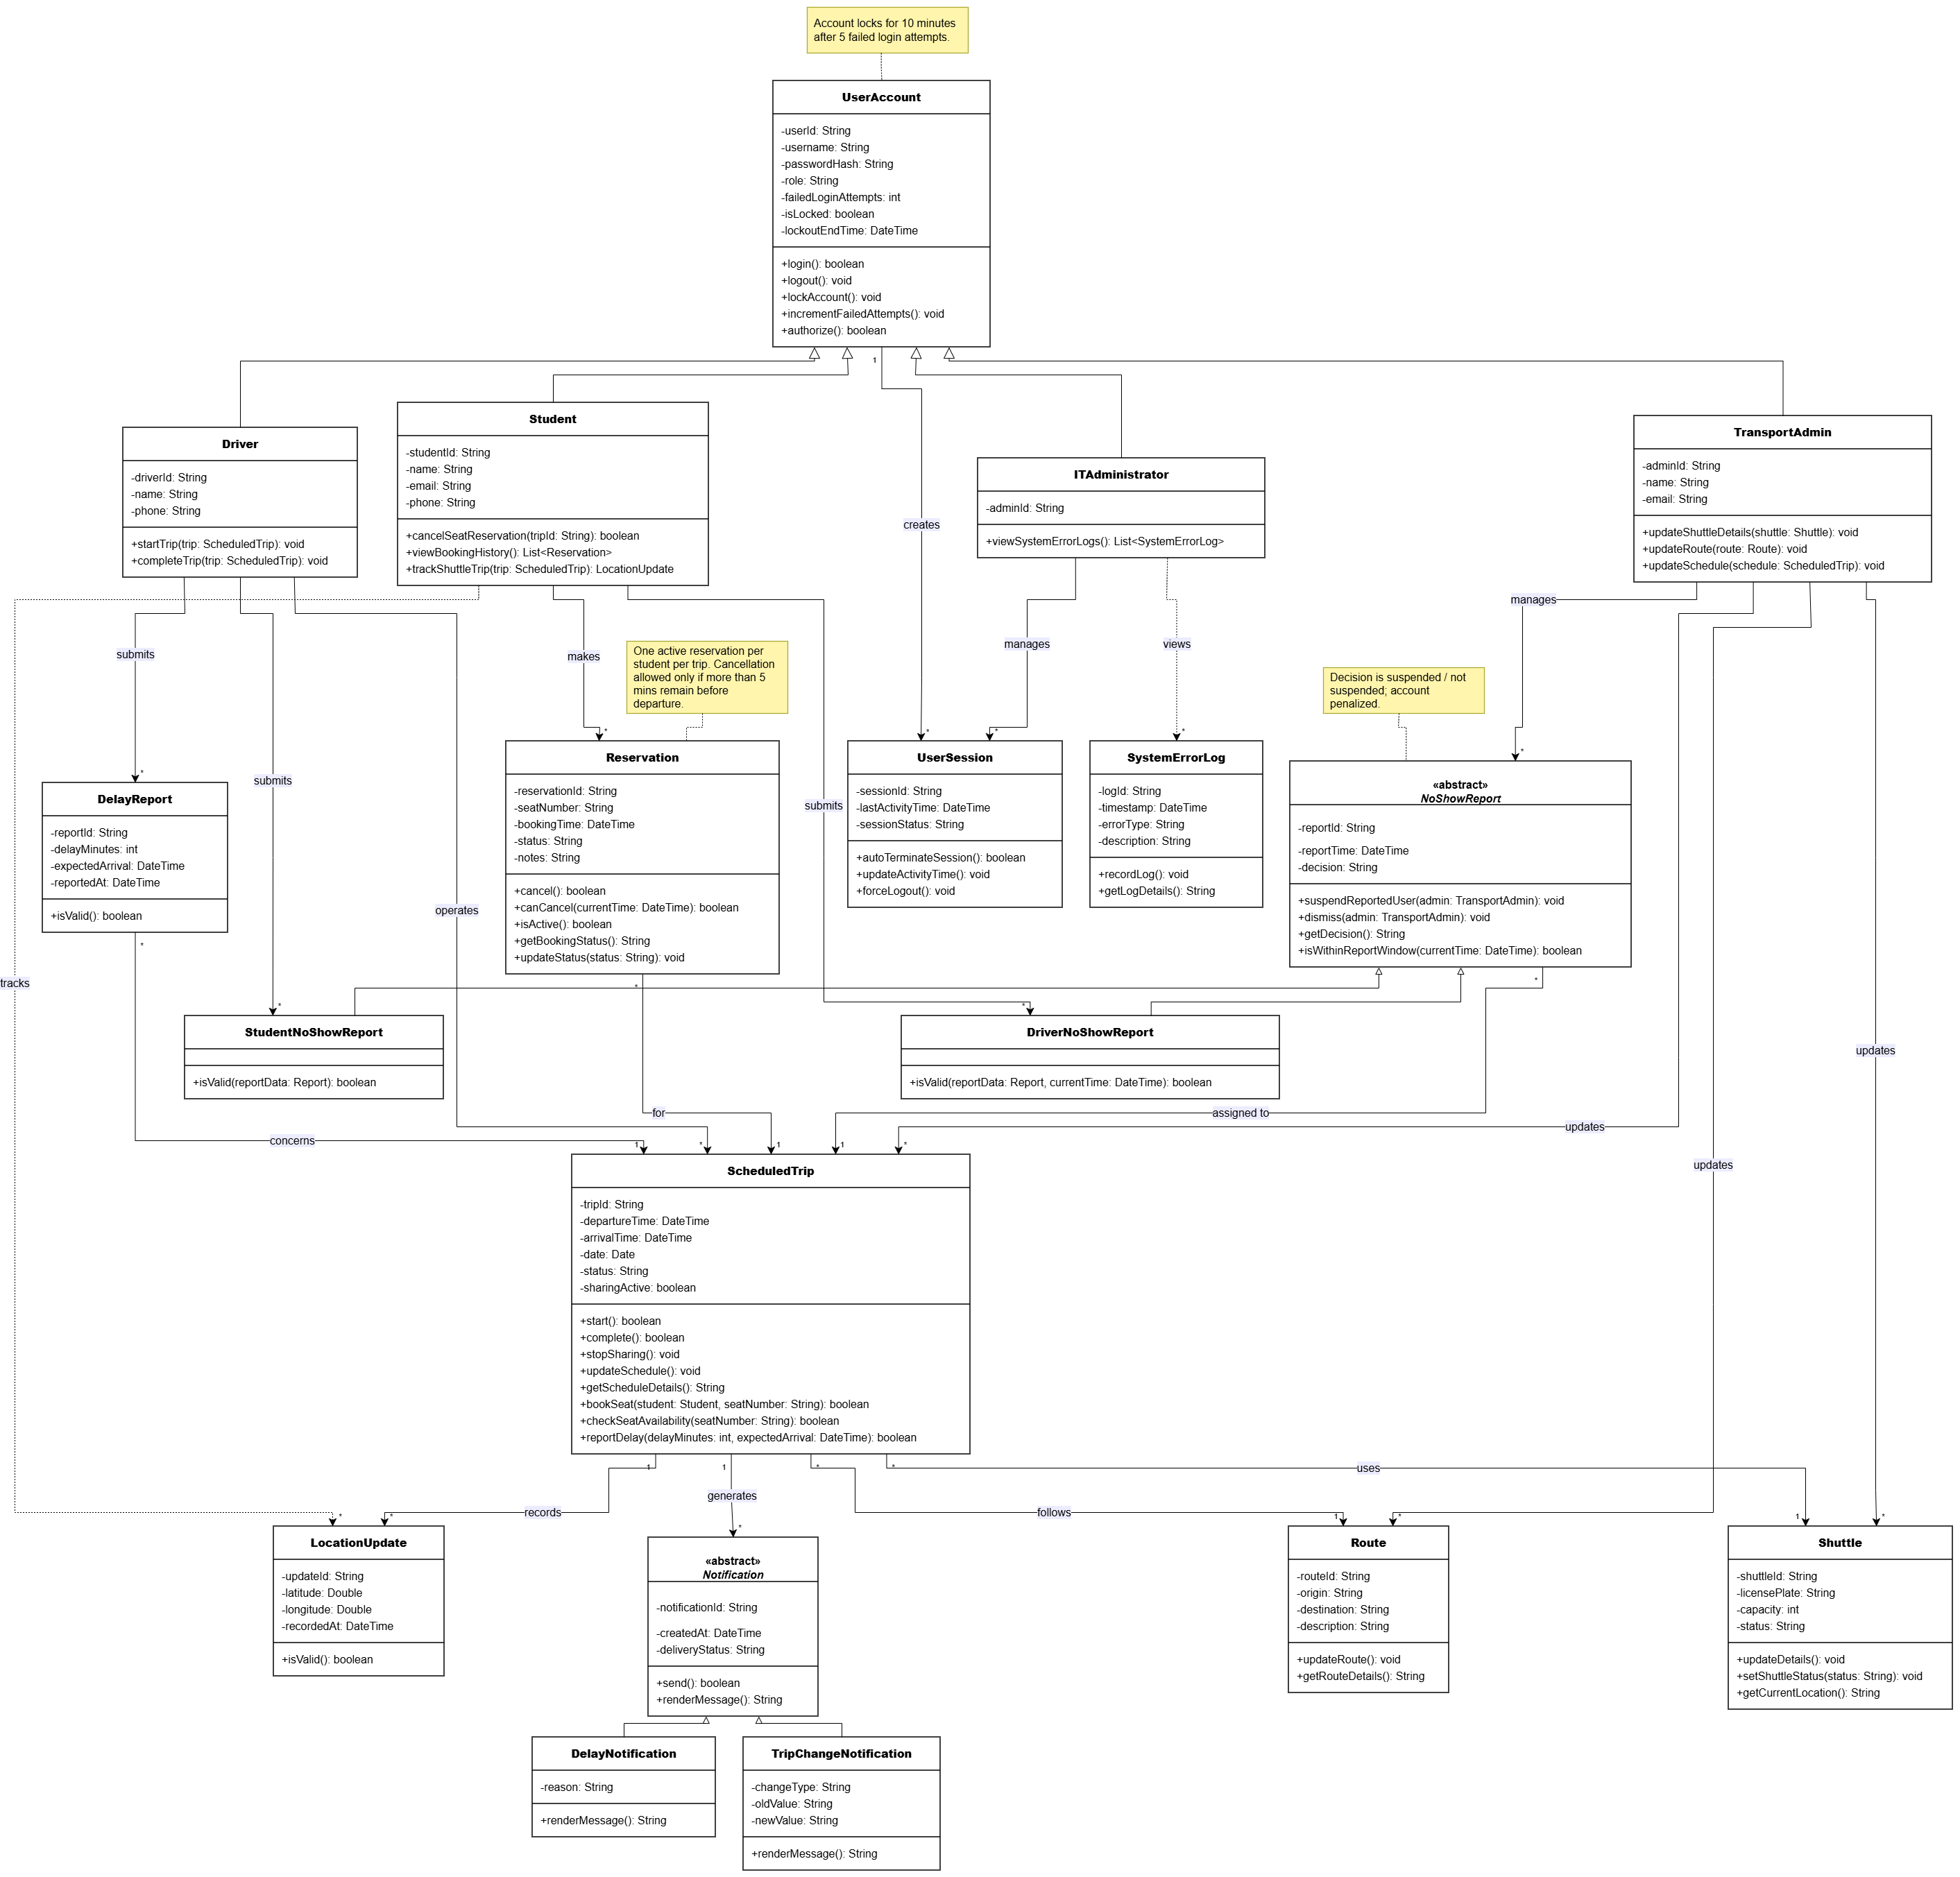 Account locks for 10 minutes
after 5 failed login attempts.
UserAccount
-userId: String
-username: String
-passwordHash: String
-role: String
-failedLoginAttempts: int
-isLocked: boolean
-lockoutEndTime: DateTime
+login(): boolean
+logout(): void
+lockAccount(): void
+incrementFailedAttempts(): void
+authorize(): boolean
1
Driver
-driverId: String
-name: String
-phone: String
+startTrip(trip: ScheduledTrip): void
+completeTrip(trip: ScheduledTrip): void
Student
-studentId: String
-name: String
-email: String
-phone: String
+cancelSeatReservation(tripId: String): boolean
+viewBookingHistory(): List<Reservation>
+trackShuttleTrip(trip: ScheduledTrip): LocationUpdate
creates
ITAdministrator
-adminId: String
+viewSystemErrorLogs(): List<SystemErrorLog>
TransportAdmin
-adminId: String
-name: String
-email: String
+updateShuttleDetails(shuttle: Shuttle): void
+updateRoute(route: Route): void
+updateSchedule(schedule: ScheduledTrip): void
submits
submits
makes
One active reservation per
student per trip. Cancellation
allowed only if more than 5
mins remain before
departure.
manages
views
manages
Decision is suspended / not
suspended; account
penalized.
*
*
*
*
*
*
DelayReport
-reportId: String
-delayMinutes: int
-expectedArrival: DateTime
-reportedAt: DateTime
+isValid(): boolean
*
operates
Reservation
-reservationId: String
-seatNumber: String
-bookingTime: DateTime
-status: String
-notes: String
+cancel(): boolean
+canCancel(currentTime: DateTime): boolean
+isActive(): boolean
+getBookingStatus(): String
+updateStatus(status: String): void
submits
UserSession
-sessionId: String
-lastActivityTime: DateTime
-sessionStatus: String
+autoTerminateSession(): boolean
+updateActivityTime(): void
+forceLogout(): void
SystemErrorLog
-logId: String
-timestamp: DateTime
-errorType: String
-description: String
+recordLog(): void
+getLogDetails(): String
«abstract»
NoShowReport
-reportId: String
-reportTime: DateTime
-decision: String
+suspendReportedUser(admin: TransportAdmin): void
+dismiss(admin: TransportAdmin): void
+getDecision(): String
+isWithinReportWindow(currentTime: DateTime): boolean
tracks
*
*
*
*
StudentNoShowReport
+isValid(reportData: Report): boolean
DriverNoShowReport
+isValid(reportData: Report, currentTime: DateTime): boolean
updates
for
assigned to
updates
updates
concerns
1
*
1
1
*
ScheduledTrip
-tripId: String
-departureTime: DateTime
-arrivalTime: DateTime
-date: Date
-status: String
-sharingActive: boolean
+start(): boolean
+complete(): boolean
+stopSharing(): void
+updateSchedule(): void
+getScheduleDetails(): String
+bookSeat(student: Student, seatNumber: String): boolean
+checkSeatAvailability(seatNumber: String): boolean
+reportDelay(delayMinutes: int, expectedArrival: DateTime): boolean
1
1
*
*
uses
generates
records
follows
*
*
*
1
*
1
*
LocationUpdate
-updateId: String
-latitude: Double
-longitude: Double
-recordedAt: DateTime
+isValid(): boolean
«abstract»
Notification
-notificationId: String
-createdAt: DateTime
-deliveryStatus: String
+send(): boolean
+renderMessage(): String
Route
-routeId: String
-origin: String
-destination: String
-description: String
+updateRoute(): void
+getRouteDetails(): String
Shuttle
-shuttleId: String
-licensePlate: String
-capacity: int
-status: String
+updateDetails(): void
+setShuttleStatus(status: String): void
+getCurrentLocation(): String
DelayNotification
-reason: String
+renderMessage(): String
TripChangeNotification
-changeType: String
-oldValue: String
-newValue: String
+renderMessage(): String